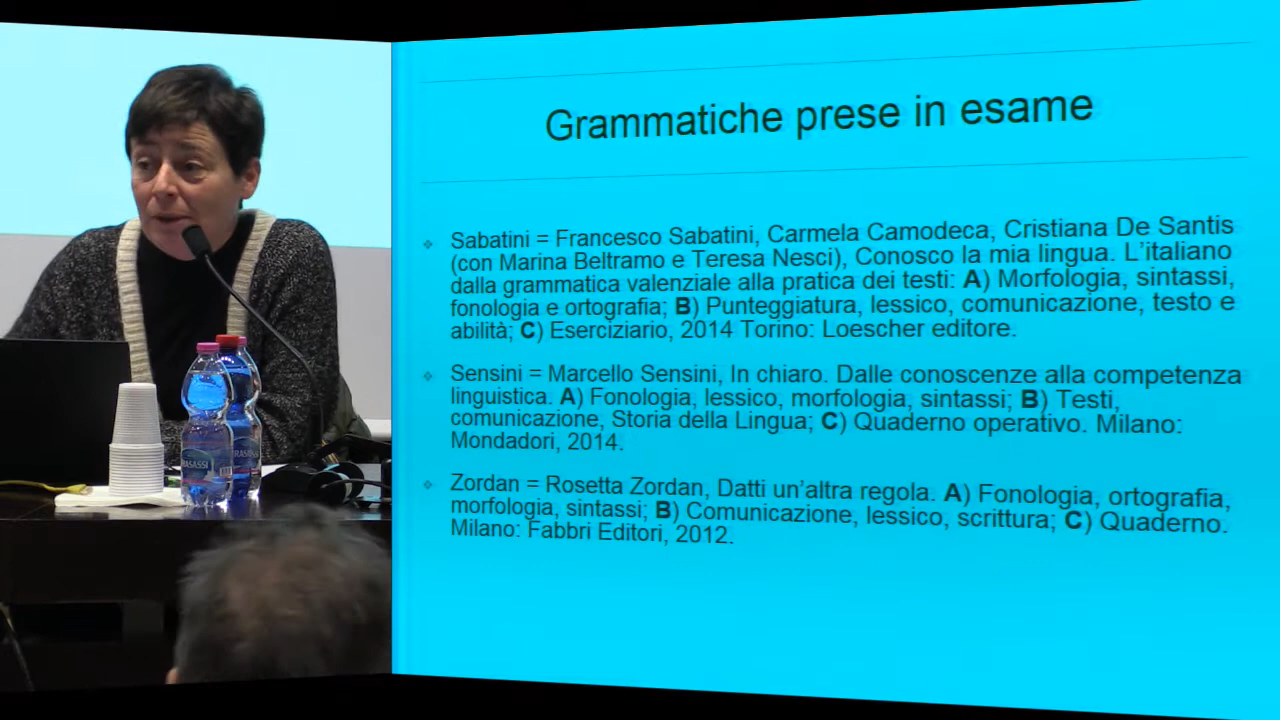 Grammatiche prese in esame
Sabatini = Francesco Sabatini, Carmela Camodeca, Cristiana De Santis
(con Marina Beltramo e Teresa Nesci), Conosco la mia lingua. L'italiano
dalla grammatica valenziale alla pratica dei testi: A) Morfologia, sintassi,
fonologia e ortografia; B) Punteggiatura, lessico, comunicazione, testo e
abilità; C) Eserciziario, 2014 Torino: Loescher editore.
Sensini = Marcello Sensini, In chiaro. Dalle conoscenze alla competenza
linguistica. A) Fonologia, lessico, morfologia, sintassi; B) Testi,
comunicazione, Storia della Lingua; C) Quaderno operativo. Milano:
Mondadori, 2014.
Zordan = Rosetta Zordan, Datti un'altra regola. A) Fonologia, ortografia,
morfologia, sintassi; B) Comunicazione, lessico, scrittura; C) Quaderno.
Milano: Fabbri Editori, 2012.